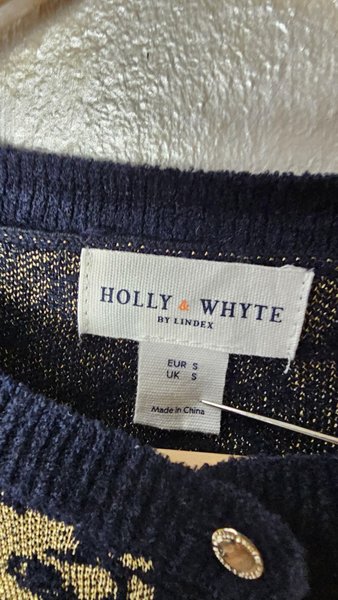 HOLLY & WHYTE
BY LINDEX
EUR S
UK S
Made in China